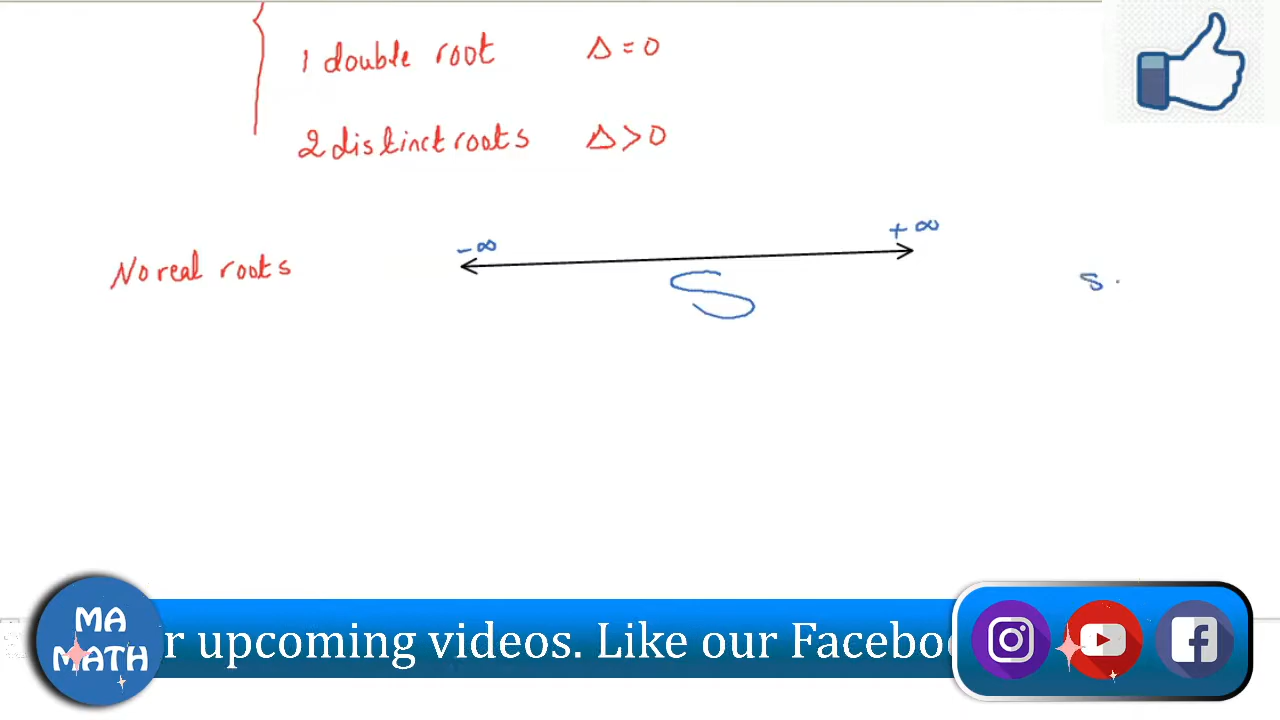 1 double root Δ = 0
2 distinct roots Δ > 0
-∞ +∞
No real roots
S
S
MA
MATH
r upcoming videos. Like our Faceboo